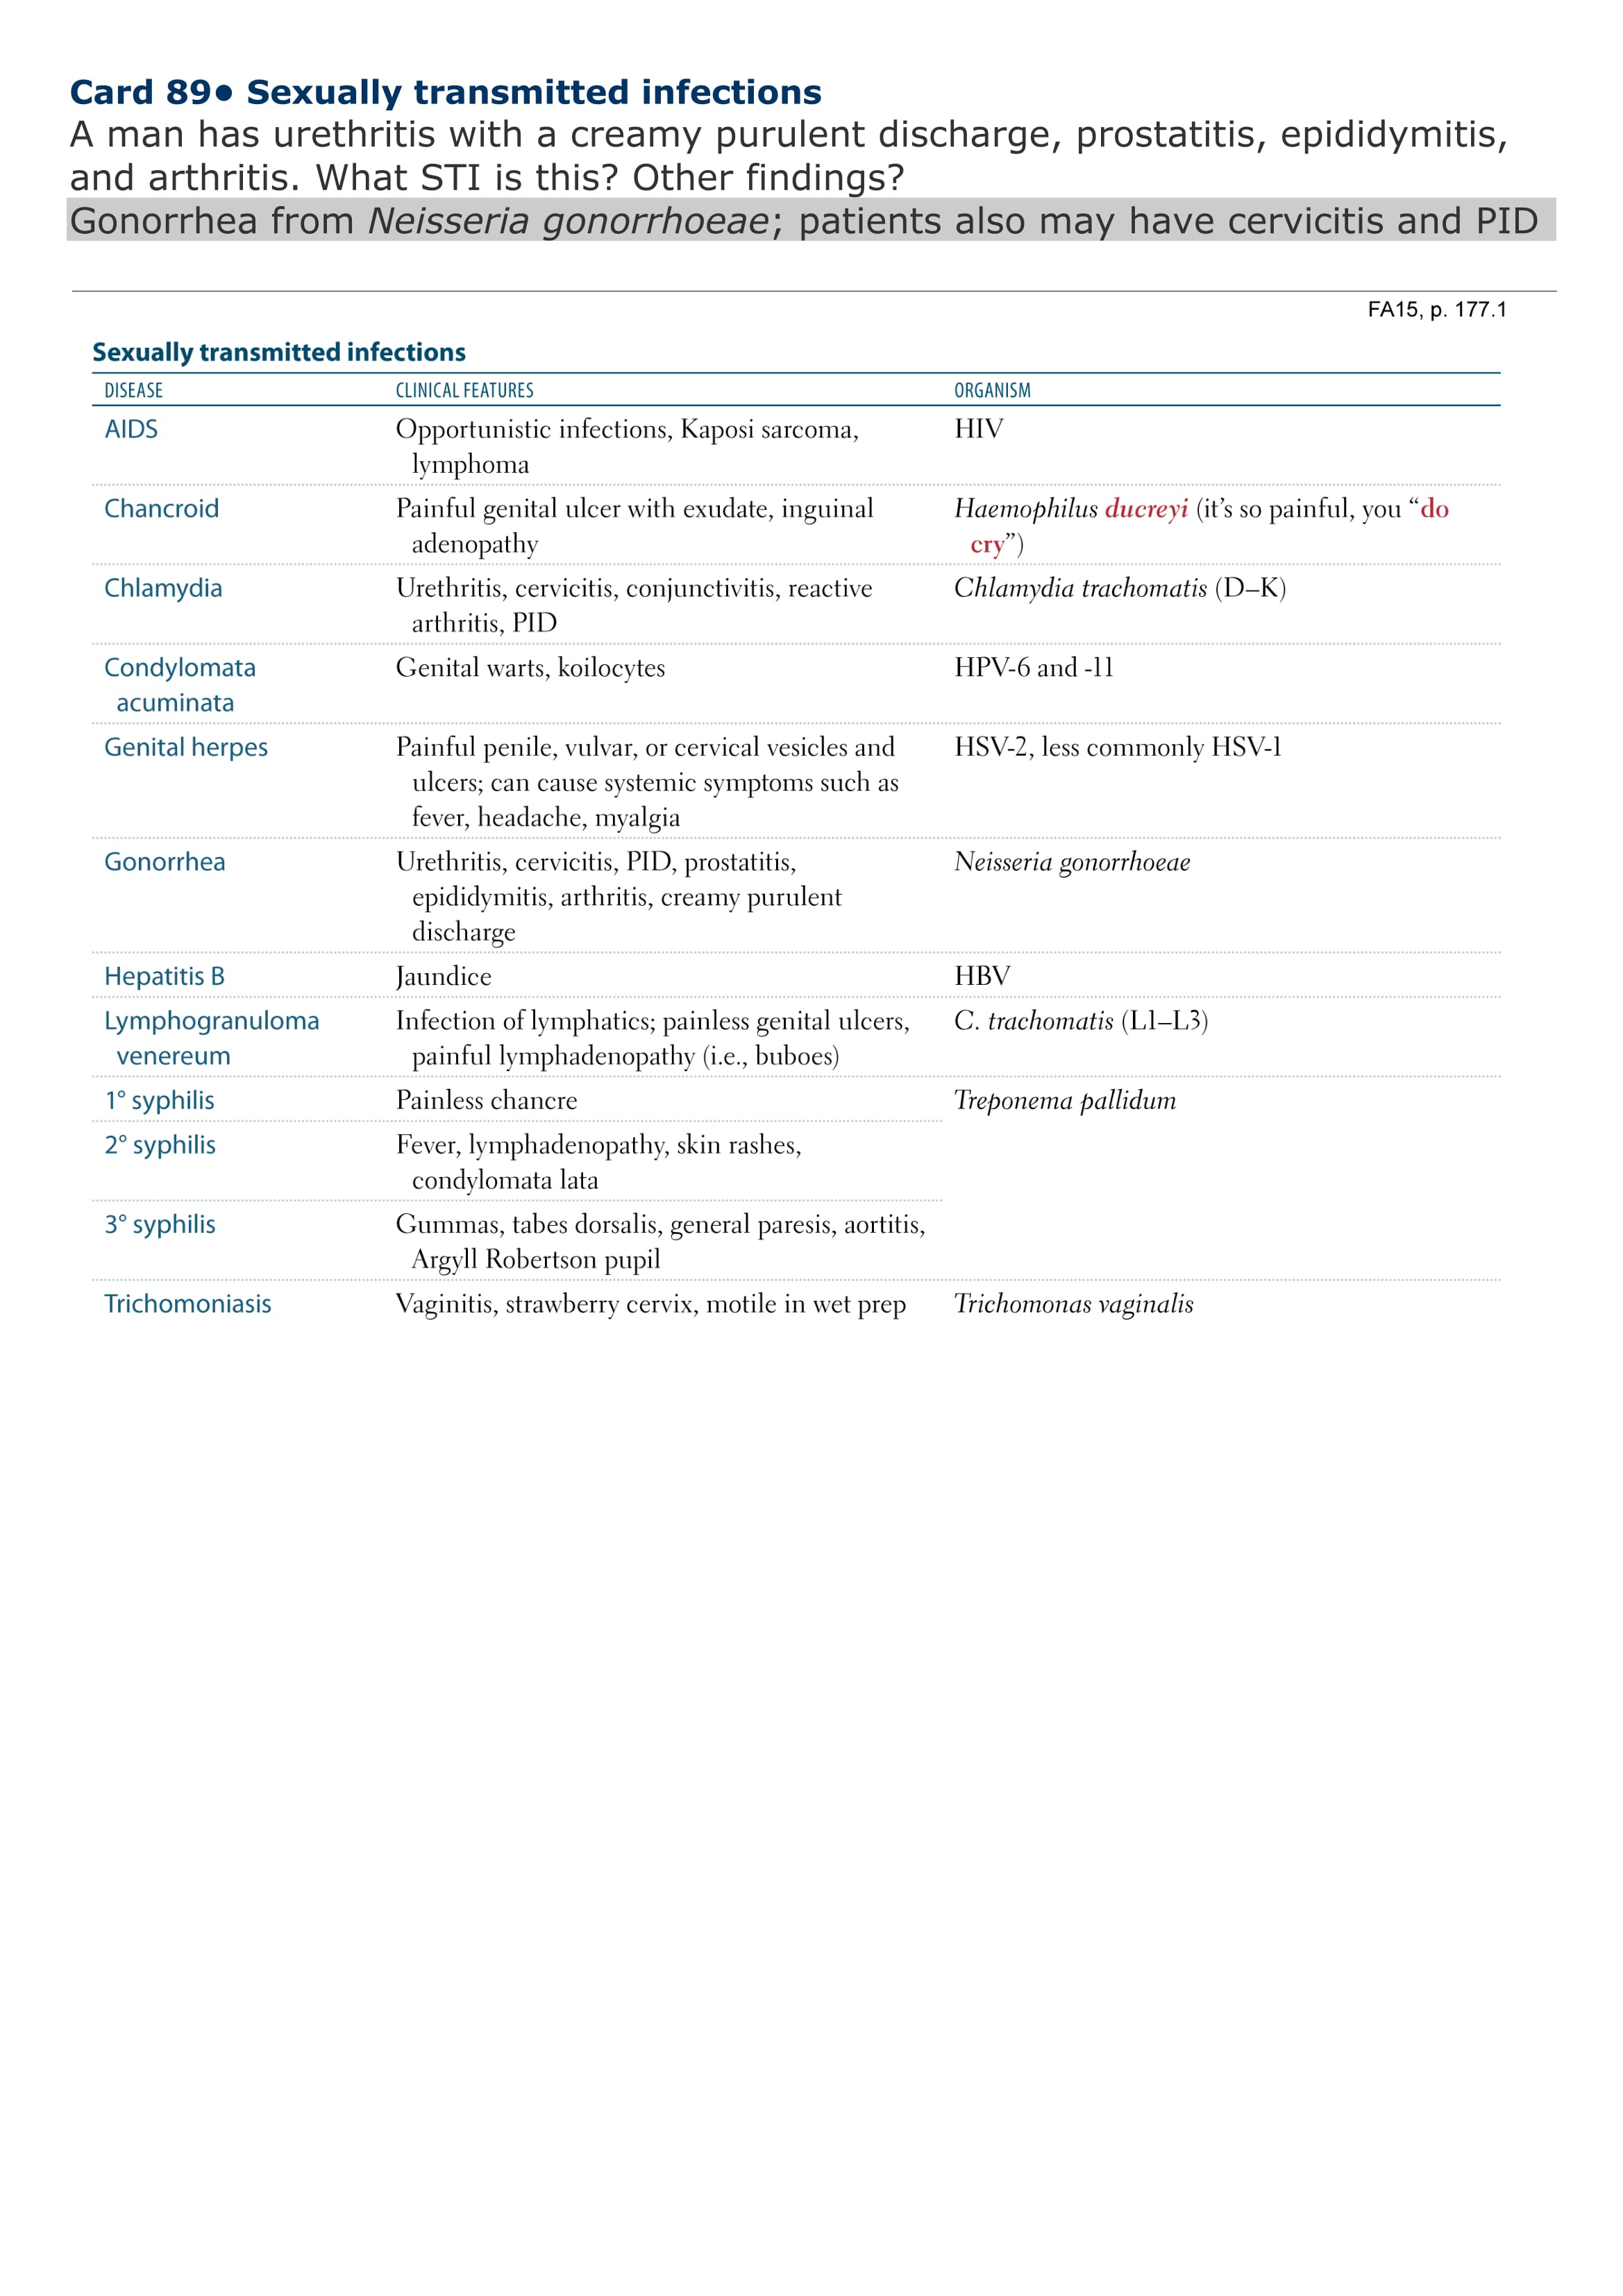 Card 89• Sexually transmitted infections
A man has urethritis with a creamy purulent discharge, prostatitis, epididymitis,
and arthritis. What STI is this? Other findings?
Gonorrhea from Neisseria gonorrhoeae; patients also may have cervicitis and PID
FA15, p. 177.1
Sexually transmitted infections
DISEASE CLINICAL FEATURES ORGANISM
AIDS Opportunistic infections, Kaposi sarcoma, HIV
lymphoma
Chancroid Painful genital ulcer with exudate, inguinal Haemophilus ducreyi (it’s so painful, you “do
adenopathy cry”)
Chlamydia Urethritis, cervicitis, conjunctivitis, reactive Chlamydia trachomatis (D–K)
arthritis, PID
Condylomata Genital warts, koilocytes HPV-6 and -11
acuminata
Genital herpes Painful penile, vulvar, or cervical vesicles and HSV-2, less commonly HSV-1
ulcers; can cause systemic symptoms such as
fever, headache, myalgia
Gonorrhea Urethritis, cervicitis, PID, prostatitis, Neisseria gonorrhoeae
epididymitis, arthritis, creamy purulent
discharge
Hepatitis B Jaundice HBV
Lymphogranuloma Infection of lymphatics; painless genital ulcers, C. trachomatis (L1–L3)
venereum painful lymphadenopathy (i.e., buboes)
1° syphilis Painless chancre Treponema pallidum
2° syphilis Fever, lymphadenopathy, skin rashes,
condylomata lata
3° syphilis Gummas, tabes dorsalis, general paresis, aortitis,
Argyll Robertson pupil
Trichomoniasis Vaginitis, strawberry cervix, motile in wet prep Trichomonas vaginalis